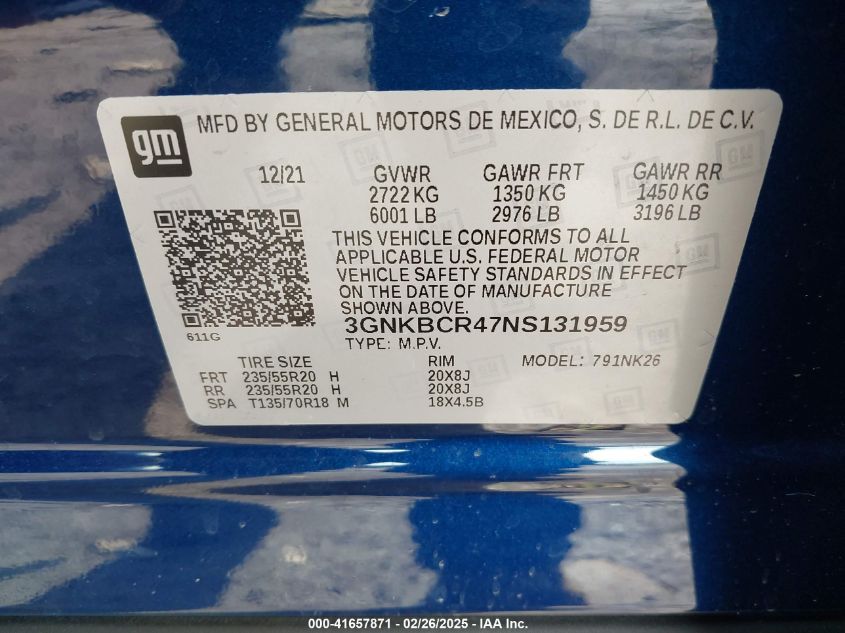 gm
MFD BY GENERAL MOTORS DE MEXICO, S. DE R.L. DE C.V.
12/21 GVWR GAWR FRT GAWR RR
2722 KG 1350 KG 1450 KG
6001 LB 2976 LB 3196 LB
THIS VEHICLE CONFORMS TO ALL
APPLICABLE U.S. FEDERAL MOTOR
VEHICLE SAFETY STANDARDS IN EFFECT
ON THE DATE OF MANUFACTURE
SHOWN ABOVE.
611G
3GNKBCR47NS131959
TYPE: M.P.V.
TIRE SIZE RIM MODEL: 791NK26
FRT 235/55R20 H 20X8J
RR 235/55R20 H 20X8J
SPA T135/70R18 M 18X4.5B
000-41657871 - 02/26/2025 - IAA Inc.